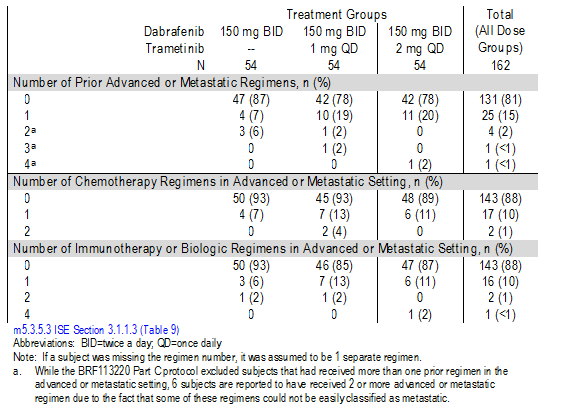 Treatment Groups Total
Dabrafenib 150 mg BID 150 mg BID 150 mg BID (All Dose
Trametinib -- 1 mg QD 2 mg QD Groups)
N 54 54 54 162
Number of Prior Advanced or Metastatic Regimens, n (%)
0 47 (87) 42 (78) 42 (78) 131 (81)
1 4 (7) 10 (19) 11 (20) 25 (15)
2a 3 (6) 1 (2) 0 4 (2)
3a 0 1 (2) 0 1 (<1)
4a 0 0 1 (2) 1 (<1)
Number of Chemotherapy Regimens in Advanced or Metastatic Setting, n (%)
0 50 (93) 45 (93) 48 (89) 143 (88)
1 4 (7) 7 (13) 6 (11) 17 (10)
2 0 2 (4) 0 2 (1)
Number of Immunotherapy or Biologic Regimens in Advanced or Metastatic Setting, n (%)
0 50 (93) 46 (85) 47 (87) 143 (88)
1 3 (6) 7 (13) 6 (11) 16 (10)
2 1 (2) 1 (2) 0 2 (1)
4 0 0 1 (2) 1 (<1)
m5.3.5.3 ISE Section 3.1.1.3 (Table 9)
Abbreviations: BID=twice a day; QD=once daily
Note: If a subject was missing the regimen number, it was assumed to be 1 separate regimen.
a. While the BRF113220 Part C protocol excluded subjects that had received more than one prior regimen in the
advanced or metastatic setting, 6 subjects are reported to have received 2 or more advanced or metastatic
regimen due to the fact that some of these regimens could not be easily classified as metastatic.